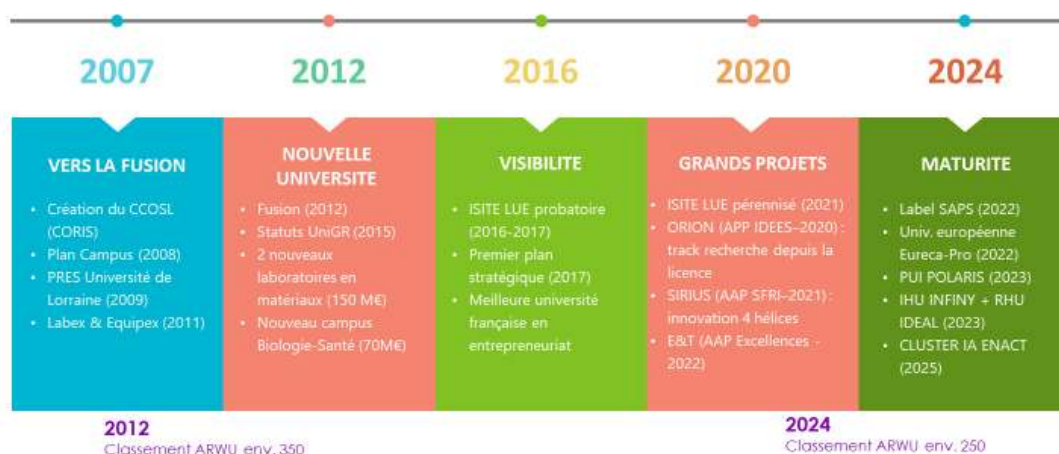 2007
2012
2016
2020
2024
VERS LA FUSION
• Création du CCOSL
(CORIS)
• Plan Campus (2008)
• PRES Université de
Lorraine (2009)
• Labex & Equipex (2011)
NOUVELLE
UNIVERSITE
• Fusion (2012)
• Statuts UniGR (2015)
• 2 nouveaux
laboratoires en
matériaux (150 M€)
• Nouveau campus
Biologie-Santé (70M€)
VISIBILITE
• ISITE LUE probatoire
(2016-2017)
• Premier plan
stratégique (2017)
• Meilleure université
française en
entrepreneuriat
GRANDS PROJETS
• ISITE LUE pérennisé (2021)
• ORION (APP IDEES–2020) :
track recherche depuis la
licence
• SIRIUS (AAP SFRI–2021) :
innovation 4 hélices
• E&T (AAP Excellences -
2022)
MATURITE
• Label SAPS (2022)
• Univ. européenne
Eureca-Pro (2022)
• PUI POLARIS (2023)
• IHU INFINY + RHU
IDEAL (2023)
• CLUSTER IA ENACT
(2025)
2012
Classement ARWU env. 350
2024
Classement ARWU env. 250